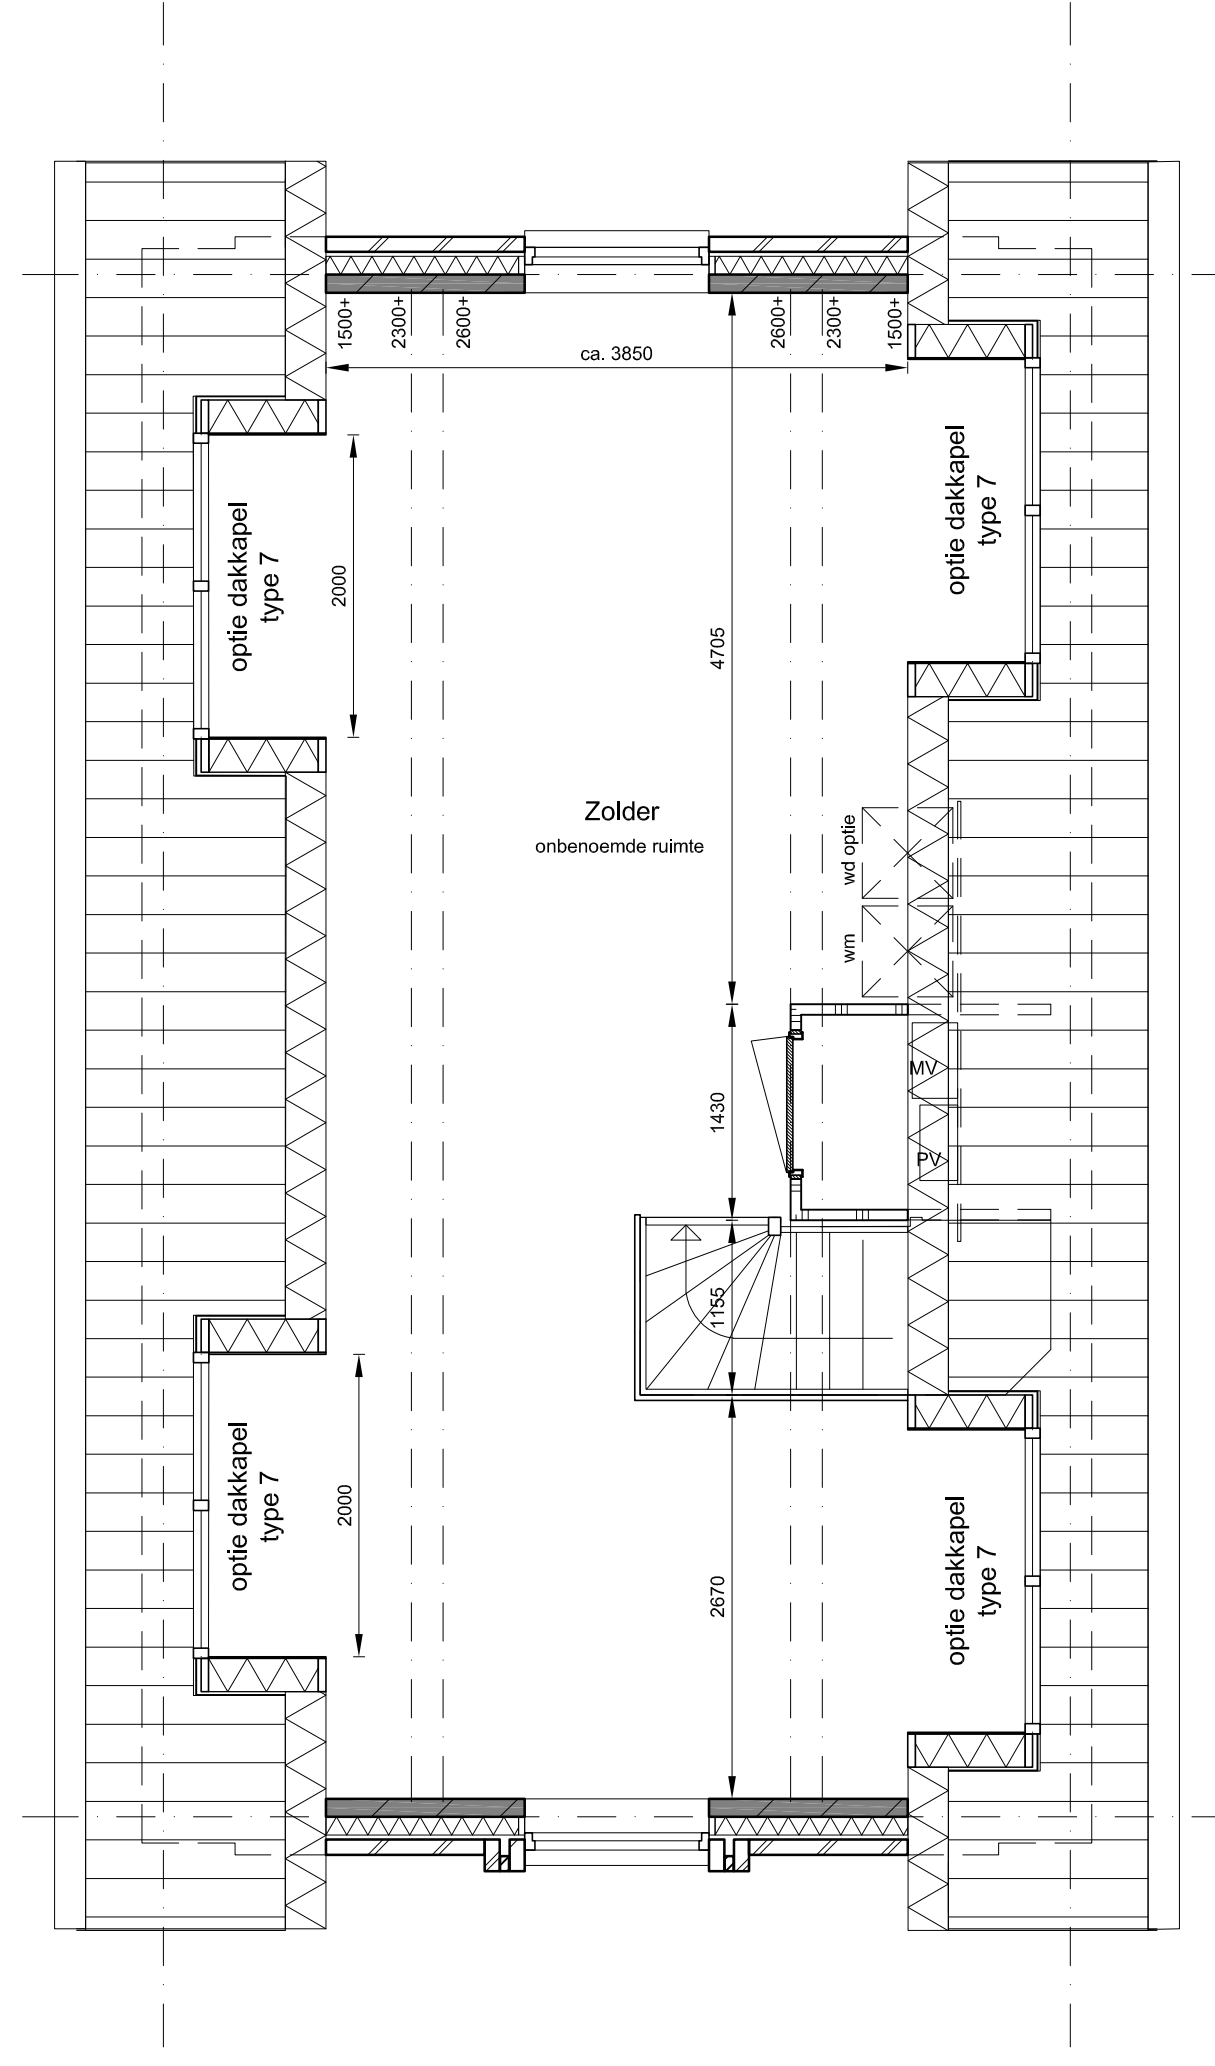 1500+
2300+
2600+
2600+
2300+
1500+
ca. 3850
optie dakkapel
type 7
optie dakkapel
type 7
2000
4705
Zolder
onbenoemde ruimte
wd optie
wm
MV
1430
PV
1155
optie dakkapel
type 7
2000
2670
optie dakkapel
type 7